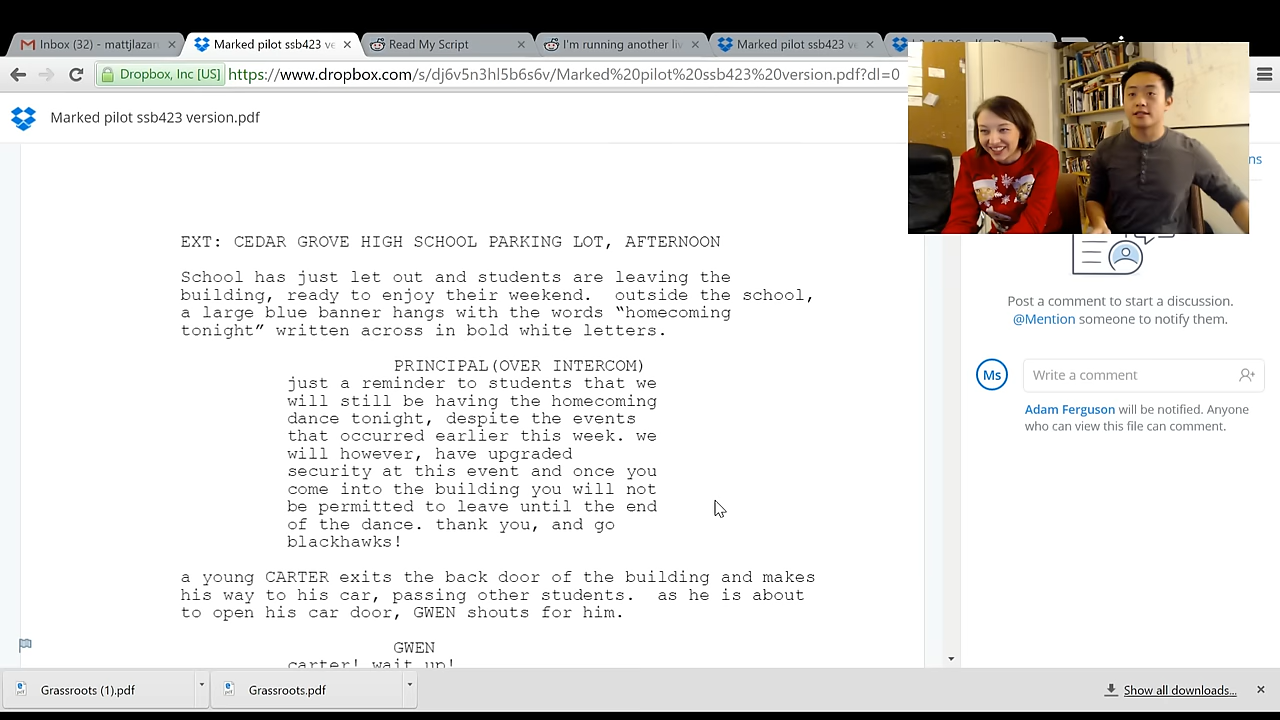 Inbox (32) - mattjlazar
Marked pilot ssb423 ve
Read My Script
I'm running another li
Marked pilot ssb423 ve
Dropbox, Inc [US]
https://www.dropbox.com/s/dj6v5n3hl5b6s6v/Marked%20pilot%20ssb423%20version.pdf?dl=0
Marked pilot ssb423 version.pdf
ns
EXT: CEDAR GROVE HIGH SCHOOL PARKING LOT, AFTERNOON
School has just let out and students are leaving the
building, ready to enjoy their weekend. outside the school,
a large blue banner hangs with the words “homecoming
tonight” written across in bold white letters.
PRINCIPAL(OVER INTERCOM)
just a reminder to students that we
will still be having the homecoming
dance tonight, despite the events
that occurred earlier this week. we
will however, have upgraded
security at this event and once you
come into the building you will not
be permitted to leave until the end
of the dance. thank you, and go
blackhawks!
a young CARTER exits the back door of the building and makes
his way to his car, passing other students. as he is about
to open his car door, GWEN shouts for him.
GWEN
carter! wait up!
Post a comment to start a discussion.
@Mention someone to notify them.
Ms
Write a comment
Adam Ferguson will be notified. Anyone
who can view this file can comment.
Grassroots (1).pdf
Grassroots.pdf
Show all downloads...